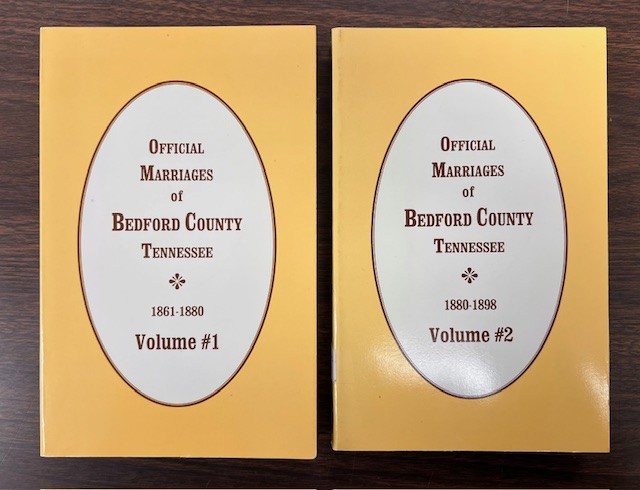 Official
Marriages
of
Bedford County
Tennessee
1861-1880
Volume #1
Official
Marriages
of
Bedford County
Tennessee
1880-1898
Volume #2